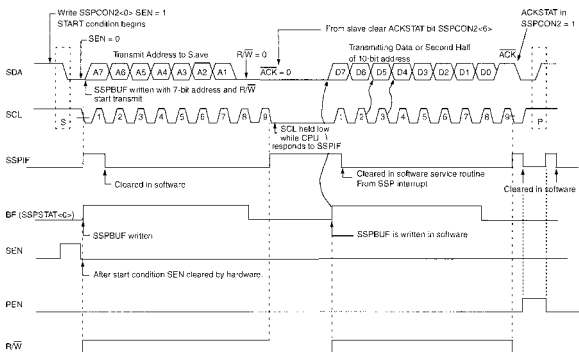 Write SSPCON2<0> SEN = 1
START condition begins
SEN = 0
Transmit Address to Slave
R/W = 0
From slave clear ACKSTAT bit SSPCON2<6>
Transmitting Data or Second Half
of 10-bit address
ACK
ACKSTAT in
SSPCON2 = 1
SDA
A7 A6 A5 A4 A3 A2 A1
ACK = 0
D7 D6 D5 D4 D3 D2 D1 D0
SSPBUF written with 7-bit address and R/W
start transmit
SCL
S
1 2 3 4 5 6 7 8 9
1 2 3 4 5 6 7 8 9
P
SCL held low
while CPU
responds to SSPIF
SSPIF
Cleared in software
Cleared in software service routine
From SSP interrupt
Cleared in software
BF (SSPSTAT<0>)
SSPBUF written
SSPBUF is written in software
SEN
After start condition SEN cleared by hardware.
PEN
R/W